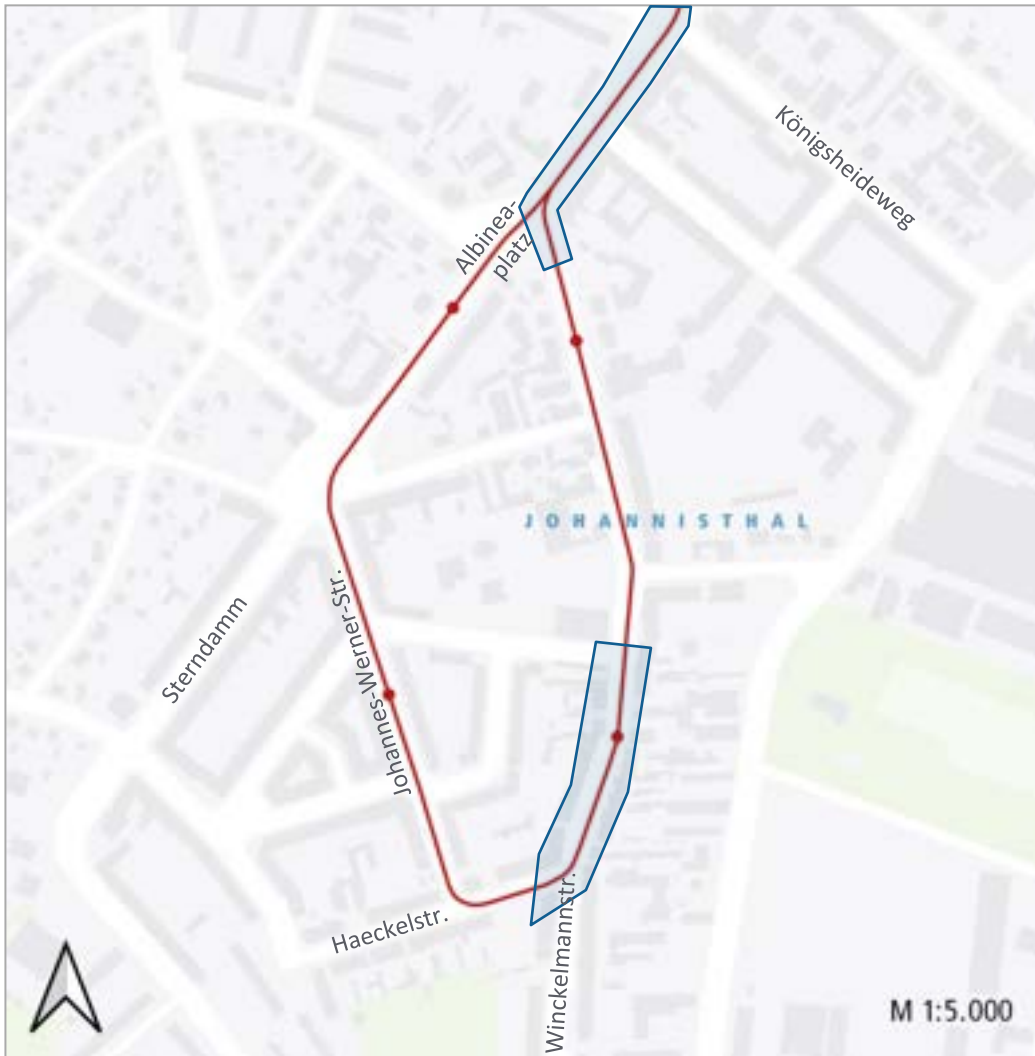 Königsheideweg
Albinea-
platz
JOHANNISTHAL
Johannes-Werner-Str.
Sterndamm
Haeckelstr.
Winckelmannstr.
M 1:5.000